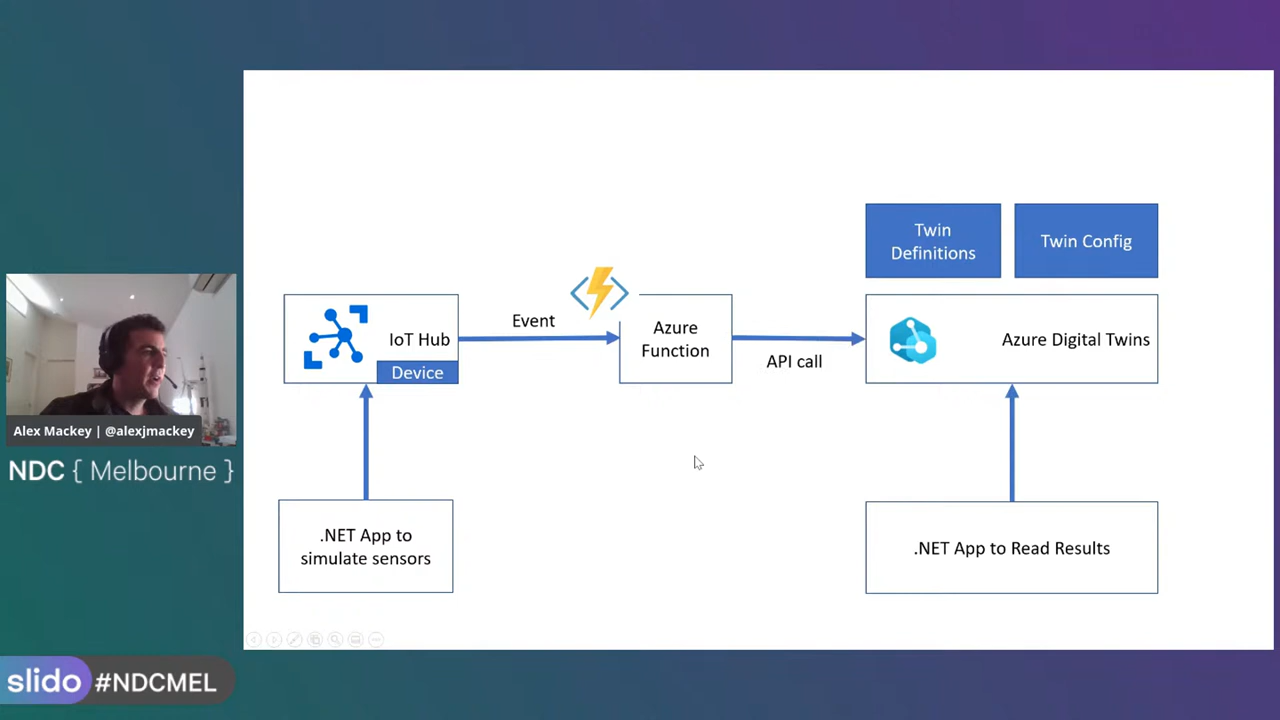 Twin
Definitions
Twin Config
IoT Hub
Device
Event
Azure
Function
API call
Azure Digital Twins
Alex Mackey | @alexjmackey
NDC { Melbourne }
.NET App to
simulate sensors
.NET App to Read Results
slido #NDCMEL